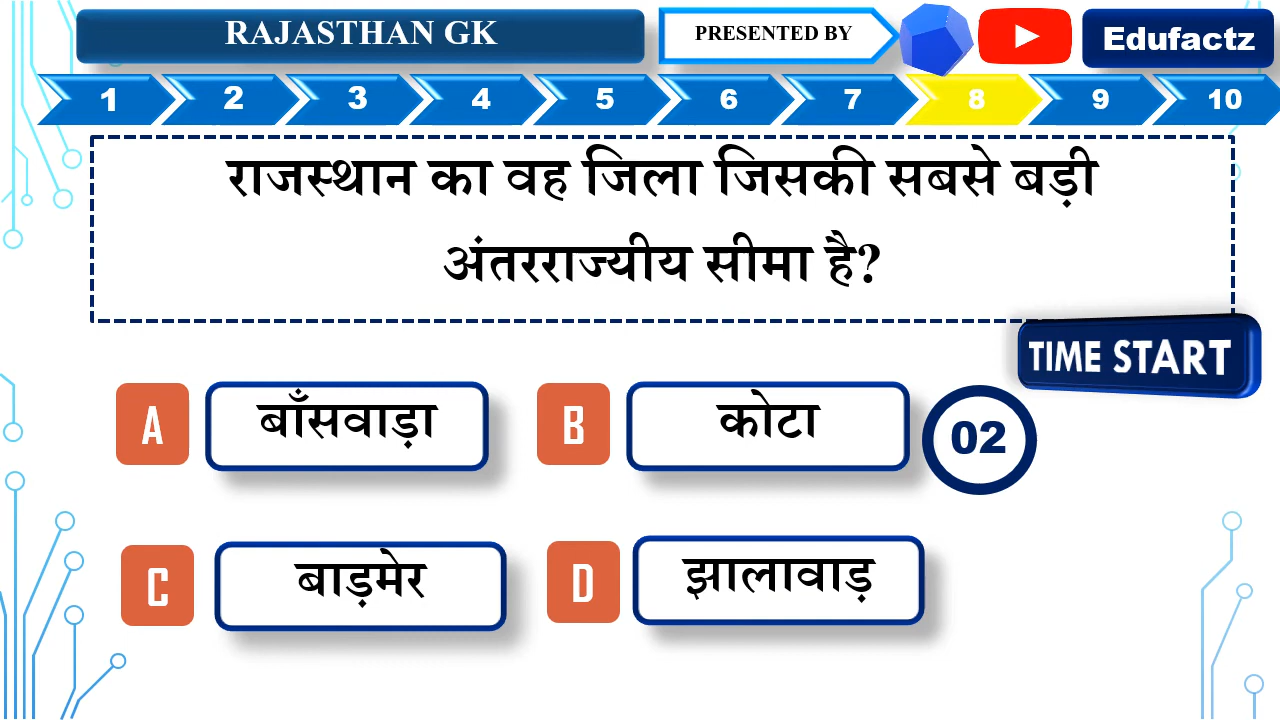 RAJASTHAN GK
PRESENTED BY
Edufactz
1 2 3 4 5 6 7 8 9 10
राजस्थान का वह जिला जिसकी सबसे बड़ी
अंतरराज्यीय सीमा है?
TIME START
A बाँसवाड़ा B कोटा
02
C बाड़मेर D झालावाड़